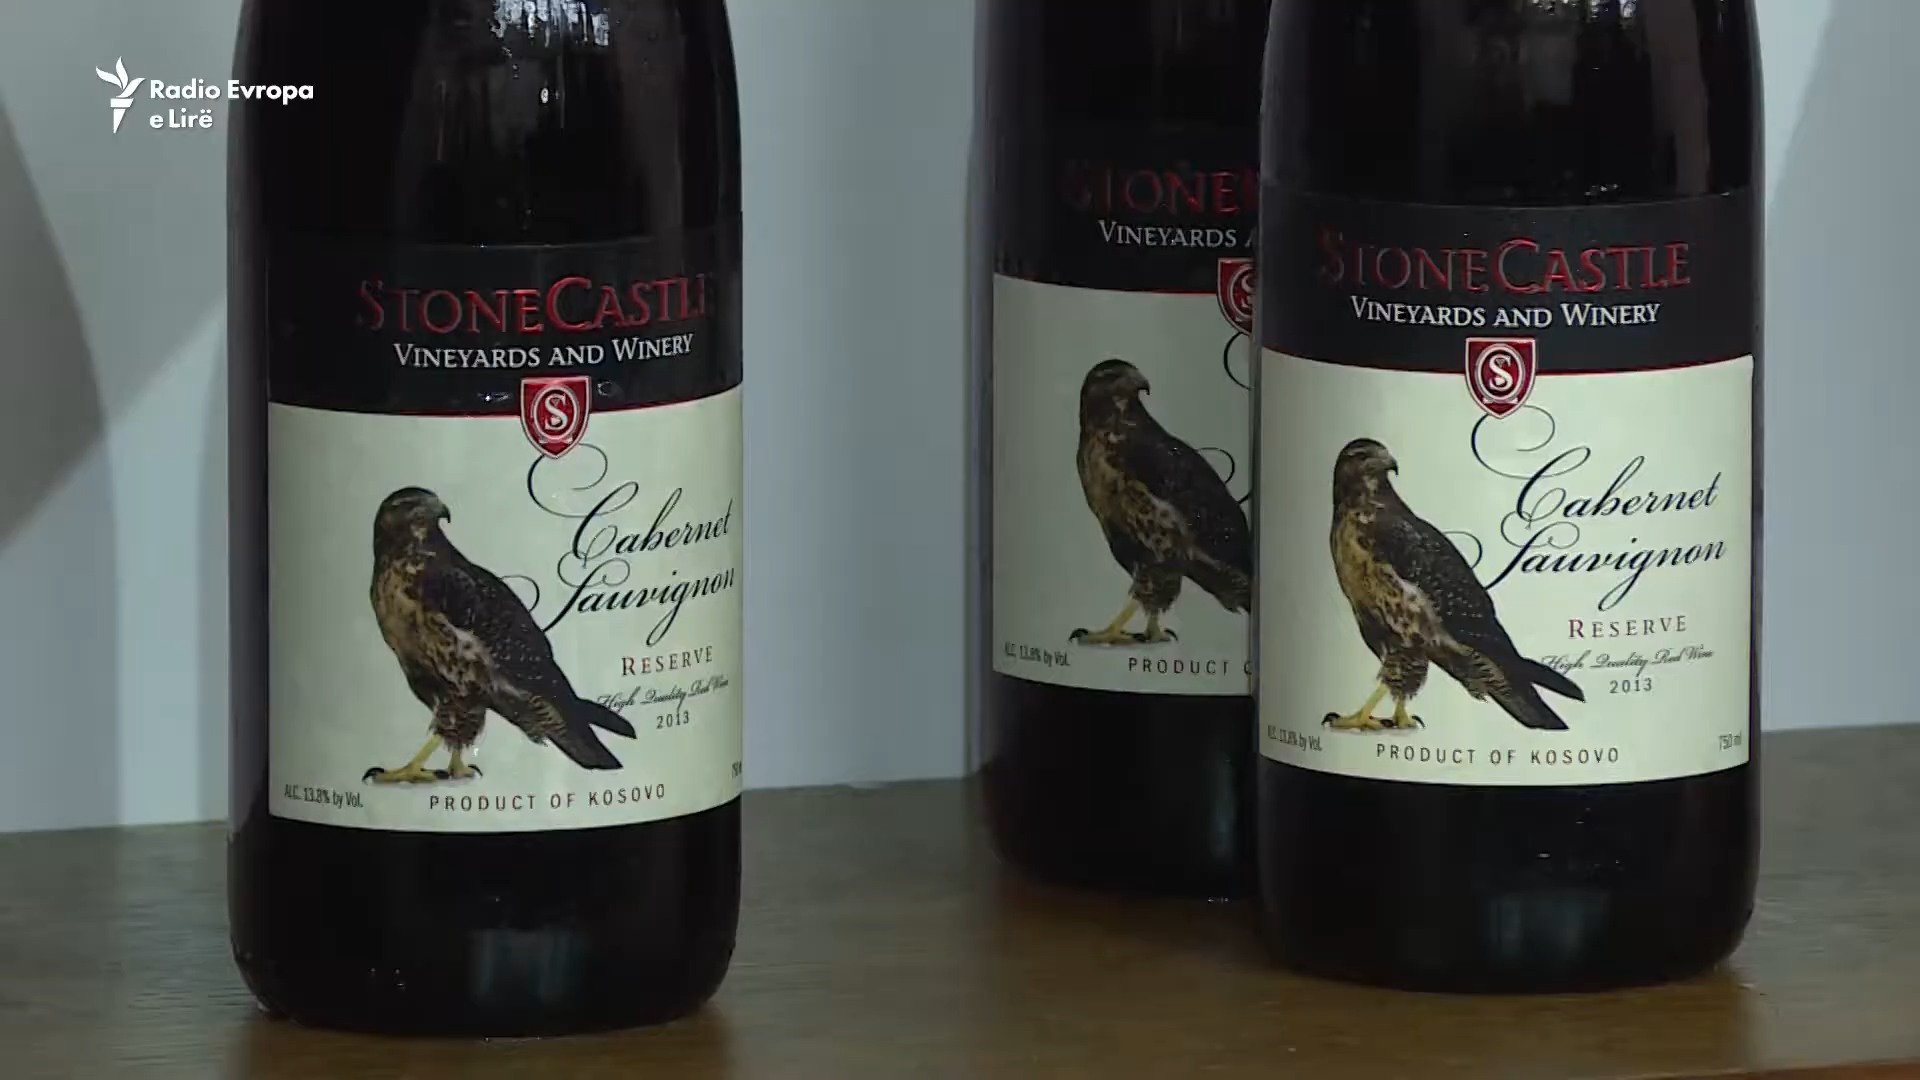 Radio Evropa
e Lirë
STONECASTLE
VINEYARDS AND WINERY
S
Cabernet
Sauvignon
RESERVE
High Quality Red Wine
2013
ALC. 13.8% by Vol.
PRODUCT OF KOSOVO
STONE
VINEYARDS
S
ALC. 13.8% by Vol.
PRODUCT
STONECASTLE
VINEYARDS AND WINERY
S
Cabernet
Sauvignon
RESERVE
High Quality Red Wine
2013
ALC. 13.8% by Vol.
PRODUCT OF KOSOVO
750 ml